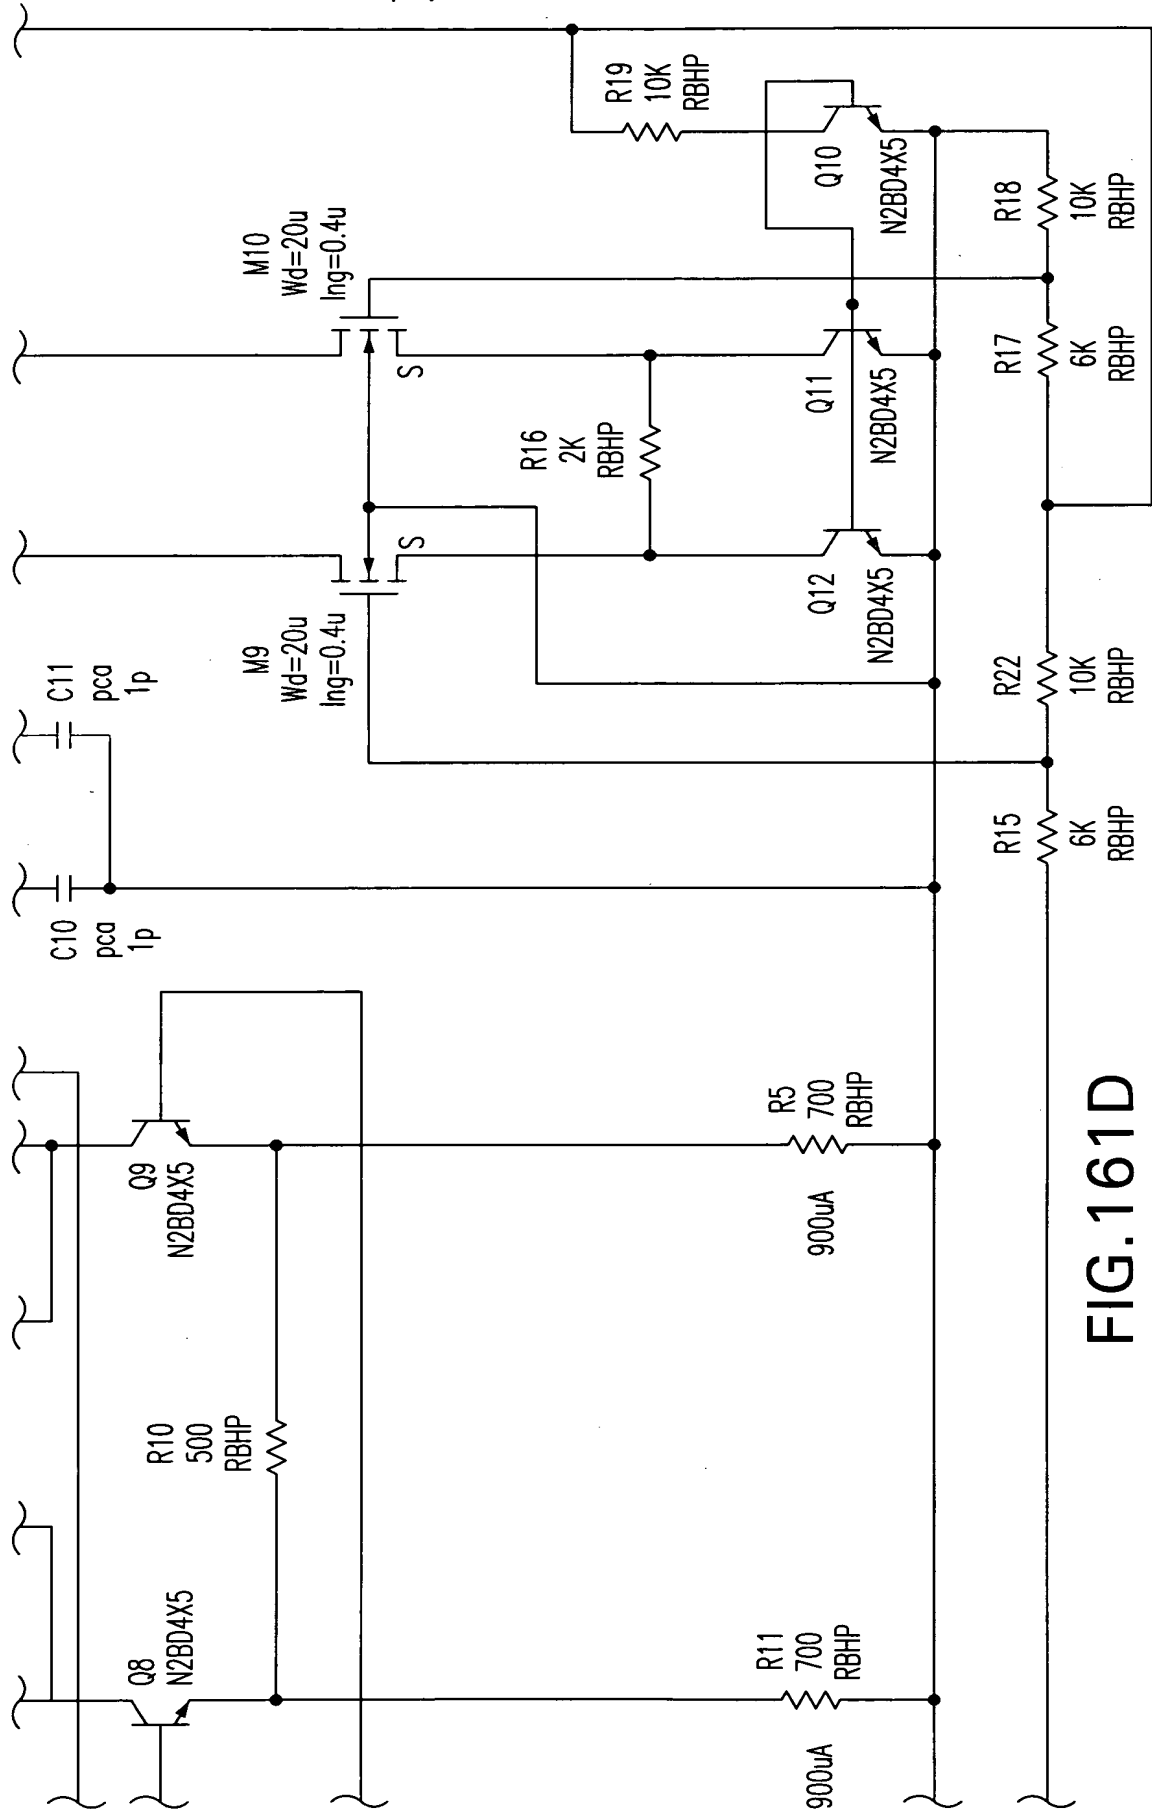 Q8
N2BD4X5
R10
500
RBHP
Q9
N2BD4X5
R11
700
RBHP
900uA
R5
700
RBHP
900uA
C10
pca
1p
C11
pca
1p
M9
Wd=20u
lng=0.4u
S
M10
Wd=20u
lng=0.4u
S
R16
2K
RBHP
R19
10K
RBHP
Q12
N2BD4X5
Q11
N2BD4X5
Q10
N2BD4X5
R15
6K
RBHP
R22
10K
RBHP
R17
6K
RBHP
R18
10K
RBHP
FIG.161D